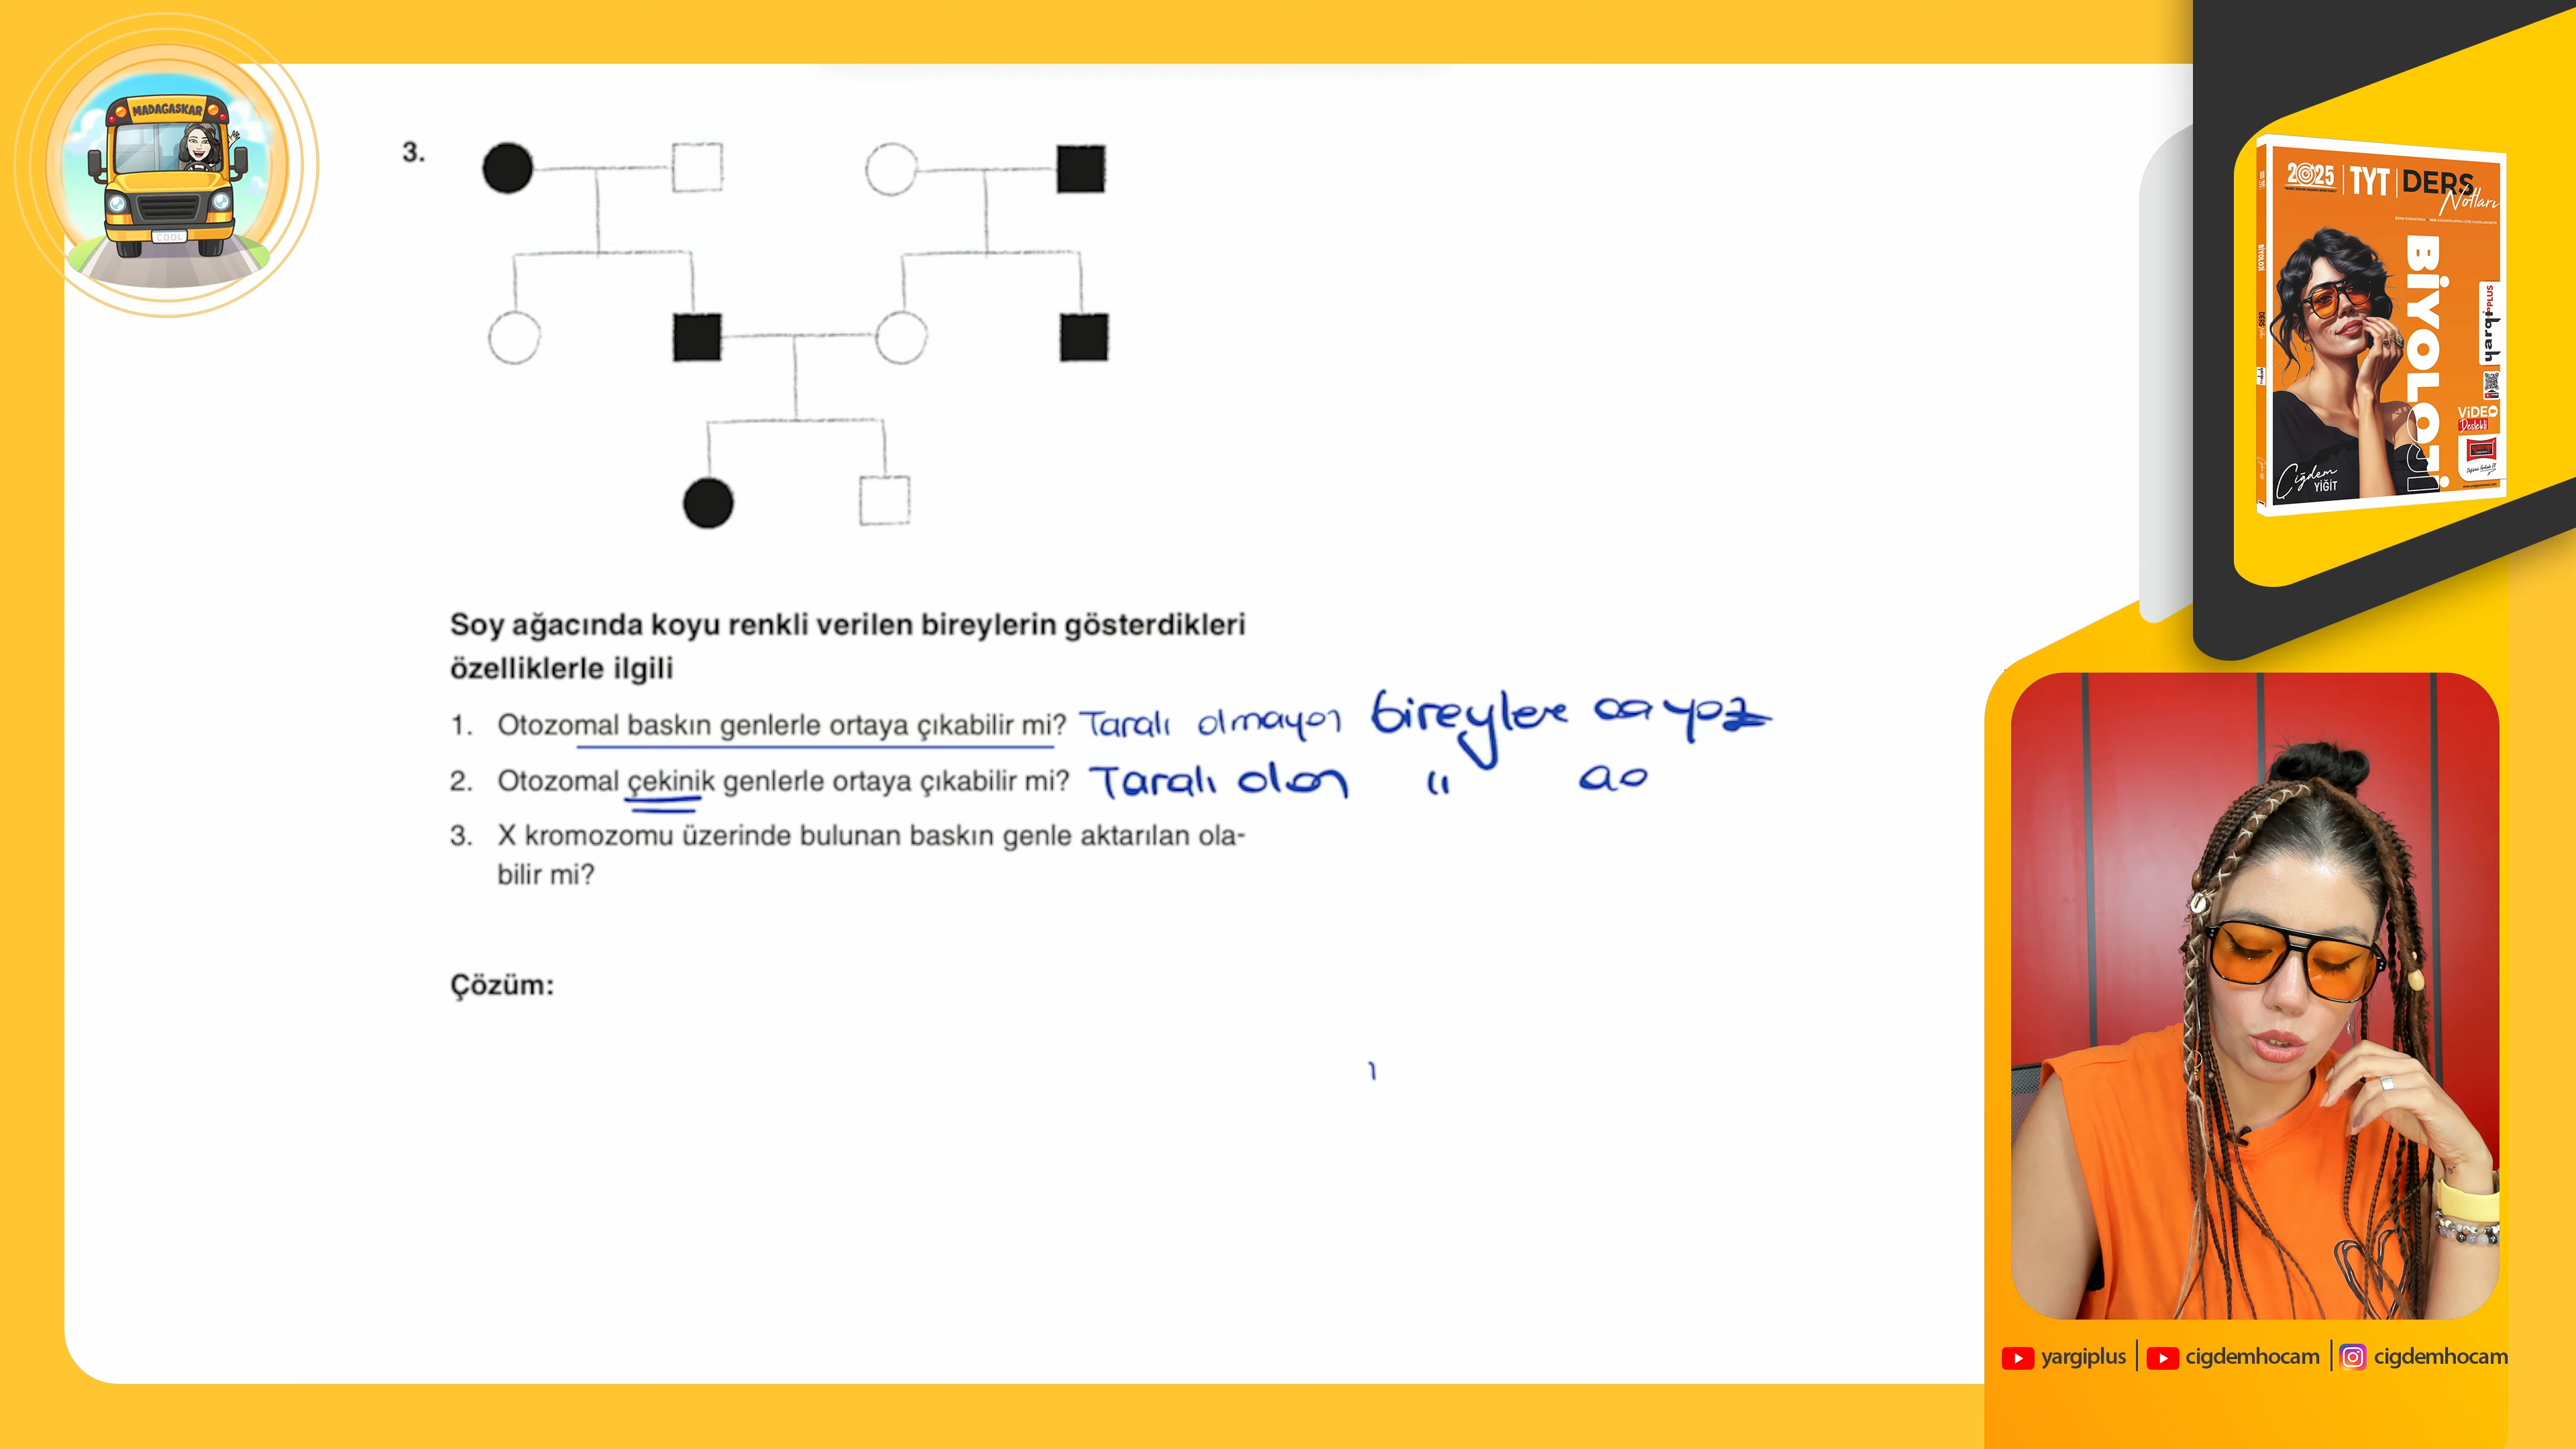 MADAGASKAR
COOL
3.
Soy ağacında koyu renkli verilen bireylerin gösterdikleri
özelliklerle ilgili
1. Otozomal baskın genlerle ortaya çıkabilir mi? Taralı olmayan bireylere aa yaz
2. Otozomal çekinik genlerle ortaya çıkabilir mi? Taralı olan " aa
3. X kromozomu üzerinde bulunan baskın genle aktarılan ola-
bilir mi?
Çözüm:
2025 TYT DERS Notları
BİYOLOJİ
yargı PLUS
VİDEO
Destekli
Çiğdem
YİĞİT
yargiplus | cigdemhocam | cigdemhocam